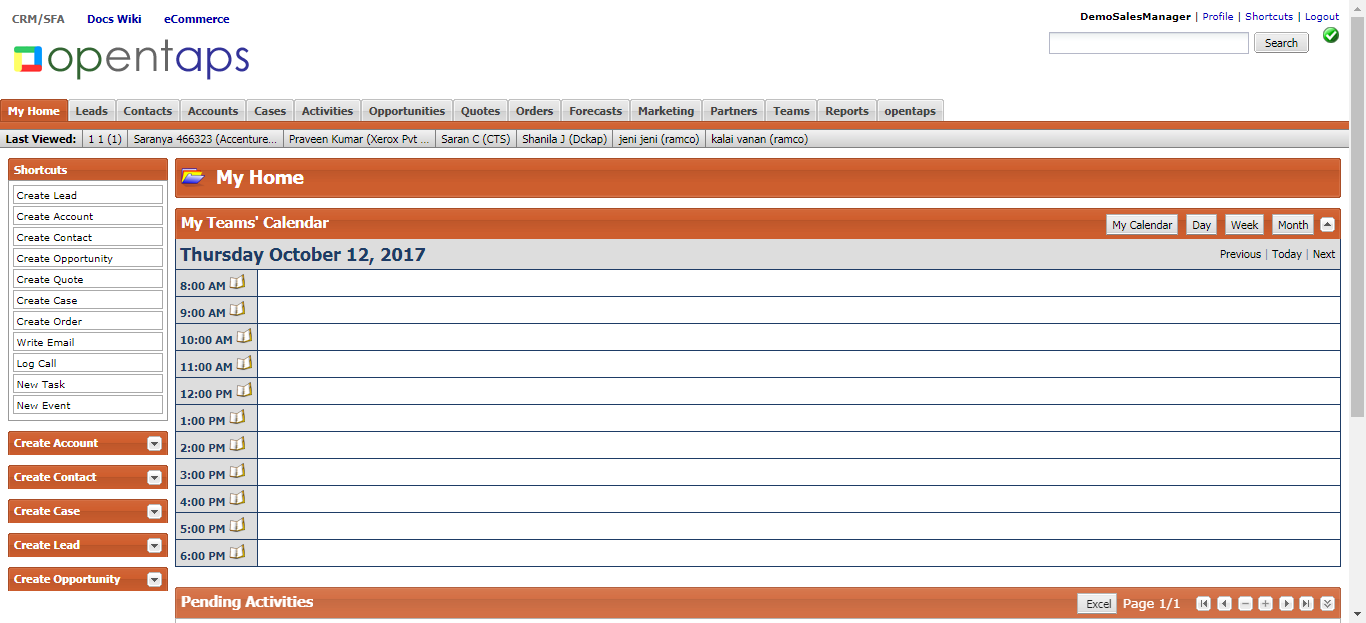 CRM/SFA Docs Wiki eCommerce
DemoSalesManager | Profile | Shortcuts | Logout
opentaps
Search
My Home Leads Contacts Accounts Cases Activities Opportunities Quotes Orders Forecasts Marketing Partners Teams Reports opentaps
Last Viewed: 1 1 (1) Saranya 466323 (Accenture... Praveen Kumar (Xerox Pvt ... Saran C (CTS) Shanila J (Dckap) jeni jeni (ramco) kalai vanan (ramco)
Shortcuts
Create Lead
Create Account
Create Contact
Create Opportunity
Create Quote
Create Case
Create Order
Write Email
Log Call
New Task
New Event
Create Account
Create Contact
Create Case
Create Lead
Create Opportunity
My Home
My Teams' Calendar My Calendar Day Week Month
Thursday October 12, 2017 Previous | Today | Next
8:00 AM
9:00 AM
10:00 AM
11:00 AM
12:00 PM
1:00 PM
2:00 PM
3:00 PM
4:00 PM
5:00 PM
6:00 PM
Pending Activities Excel Page 1/1